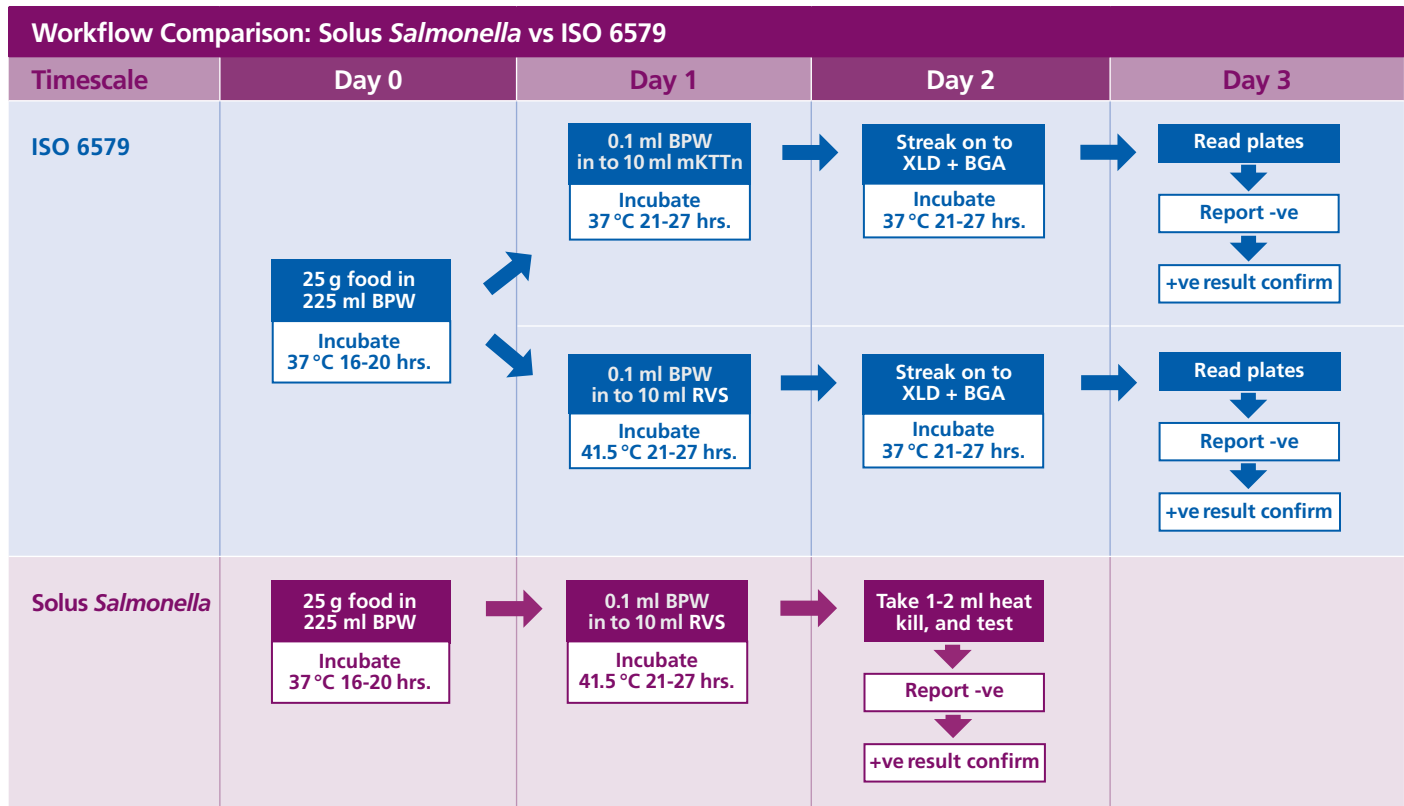 Workflow Comparison: Solus Salmonella vs ISO 6579
Timescale
Day 0
Day 1
Day 2
Day 3
ISO 6579
25 g food in
225 ml BPW
Incubate
37 °C 16-20 hrs.
0.1 ml BPW
in to 10 ml mKTTn
Incubate
37 °C 21-27 hrs.
Streak on to
XLD + BGA
Incubate
37 °C 21-27 hrs.
Read plates
Report -ve
+ve result confirm
0.1 ml BPW
in to 10 ml RVS
Incubate
41.5 °C 21-27 hrs.
Streak on to
XLD + BGA
Incubate
37 °C 21-27 hrs.
Read plates
Report -ve
+ve result confirm
Solus Salmonella
25 g food in
225 ml BPW
Incubate
37 °C 16-20 hrs.
0.1 ml BPW
in to 10 ml RVS
Incubate
41.5 °C 21-27 hrs.
Take 1-2 ml heat
kill, and test
Report -ve
+ve result confirm